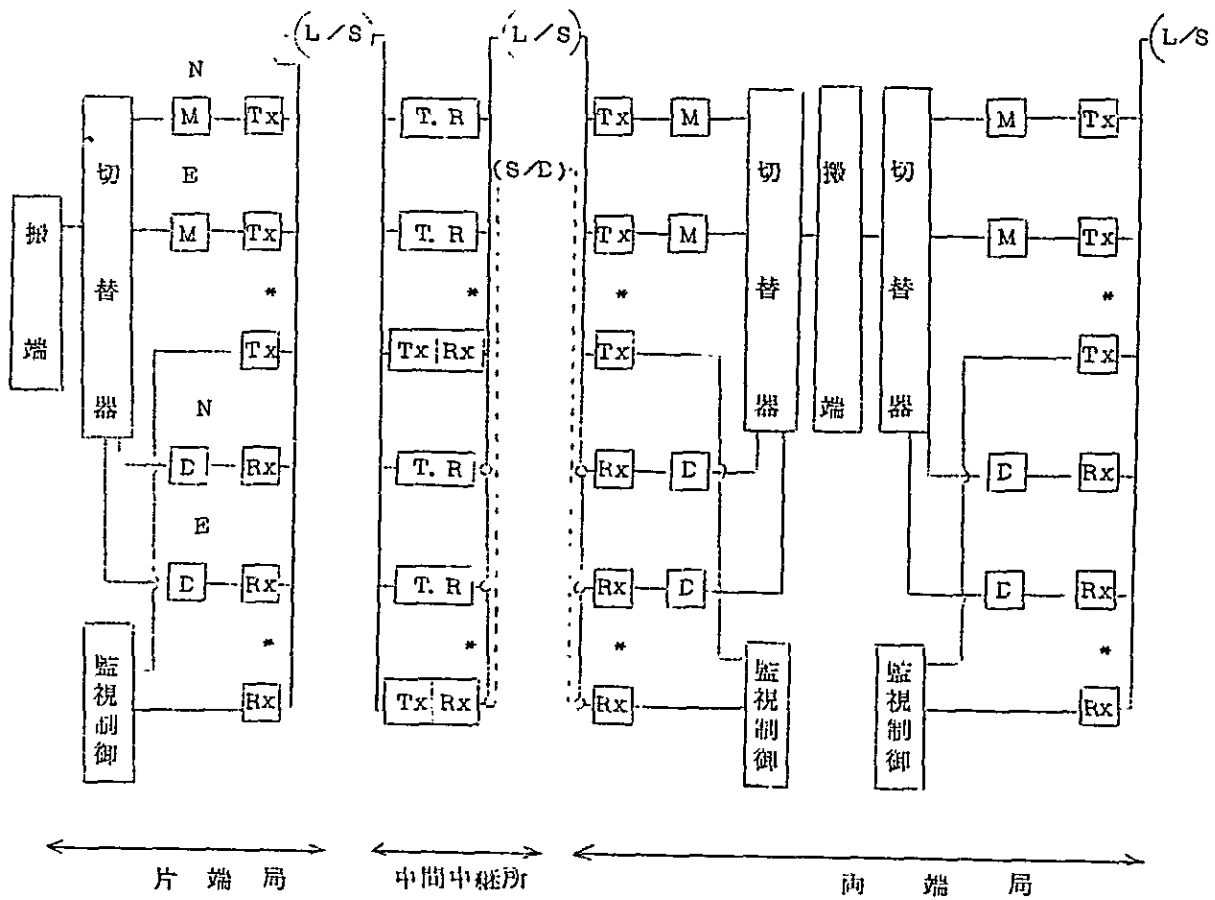 (L/S) (L/S) (L/S
N
M Tx T.R Tx M M Tx
E (S/D)
M Tx T.R Tx M M Tx
搬端 切替器 切替器 搬端 切替器
* * * *
Tx Tx Rx Tx Tx
N
D Rx T.R Rx D D Rx
E
D Rx T.R Rx D D Rx
* * * *
監視制御 Rx Tx Rx Rx 監視制御 監視制御 Rx
片端局 中間中継所 両端局